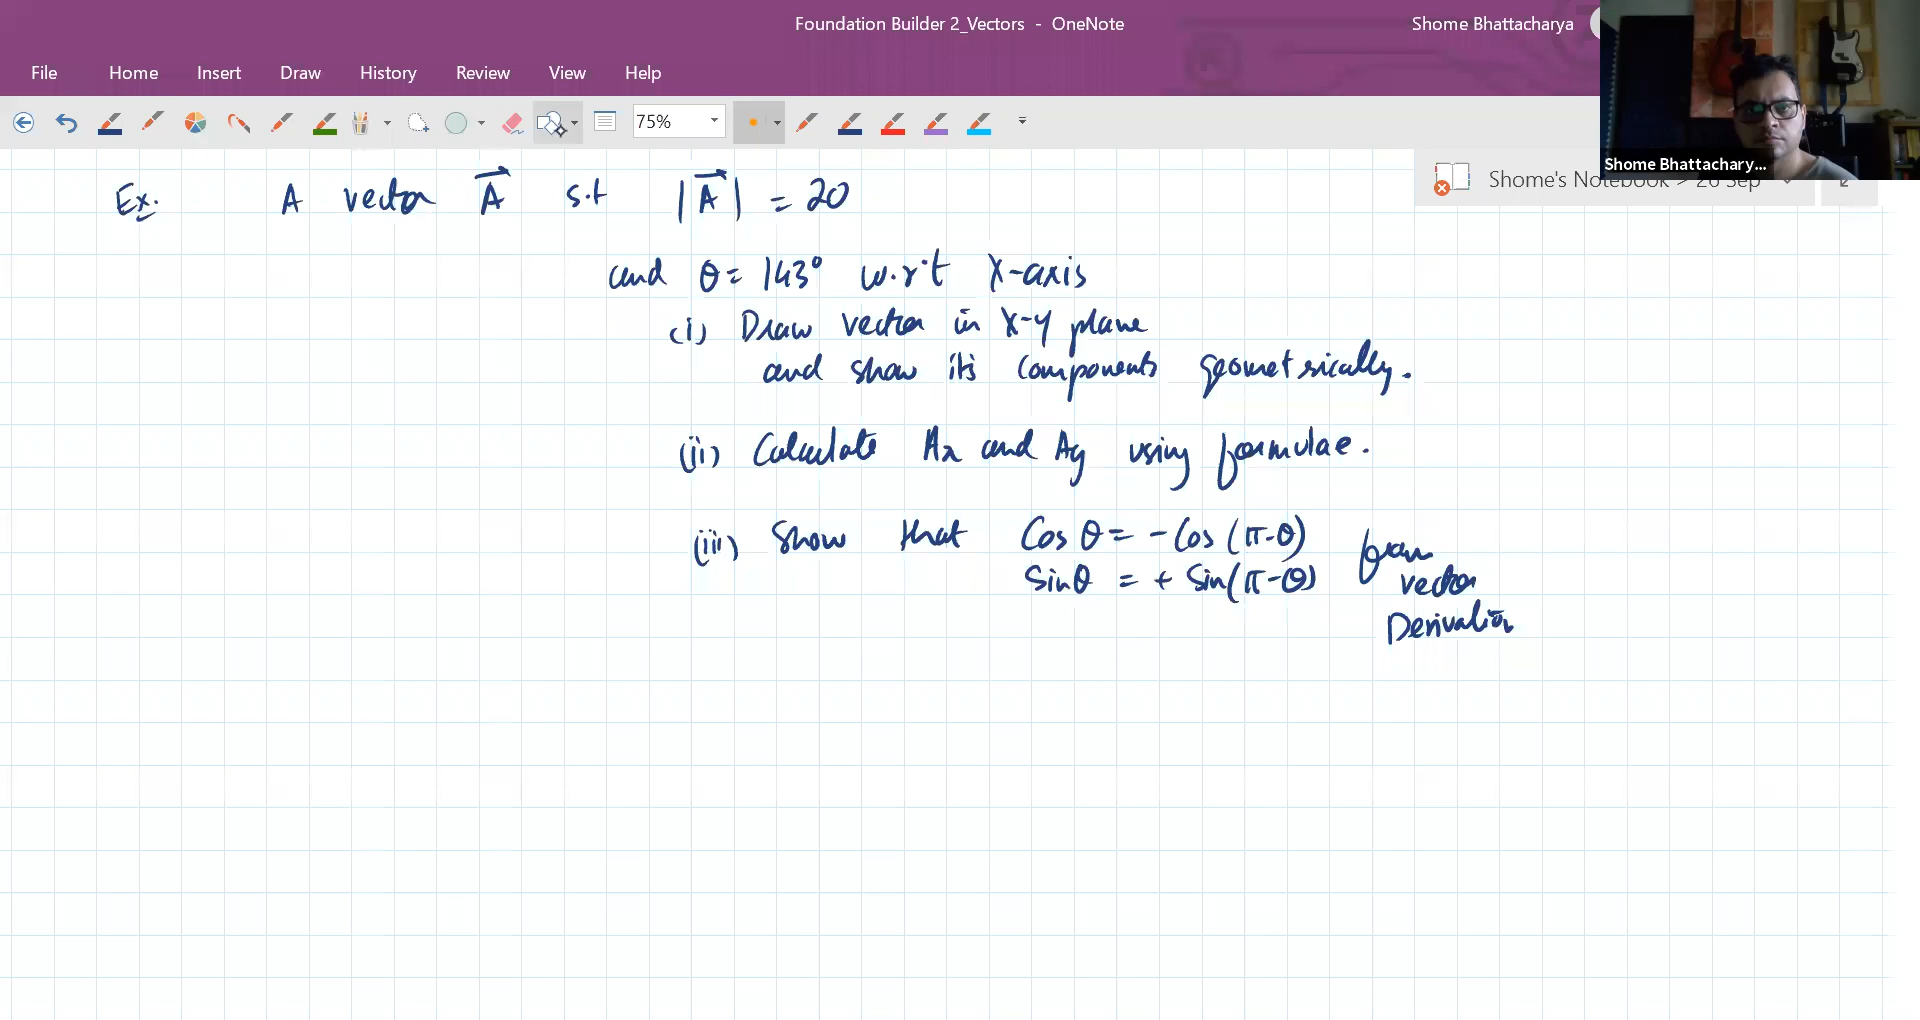 Foundation Builder 2_Vectors - OneNote
Shome Bhattacharya
File Home Insert Draw History Review View Help
75%
Shome Bhattachary...
Shome's Notebook > 26 Sep
Ex. A vector A s.t |A| = 20
and θ = 143° w.r.t X-axis
(i) Draw vector in X-Y plane
and show its components geometrically.
(ii) Calculate Ax and Ay using formulae.
(iii) Show that Cos θ = - Cos (π-θ) from
Sin θ = + Sin(π-θ) vector
Derivation